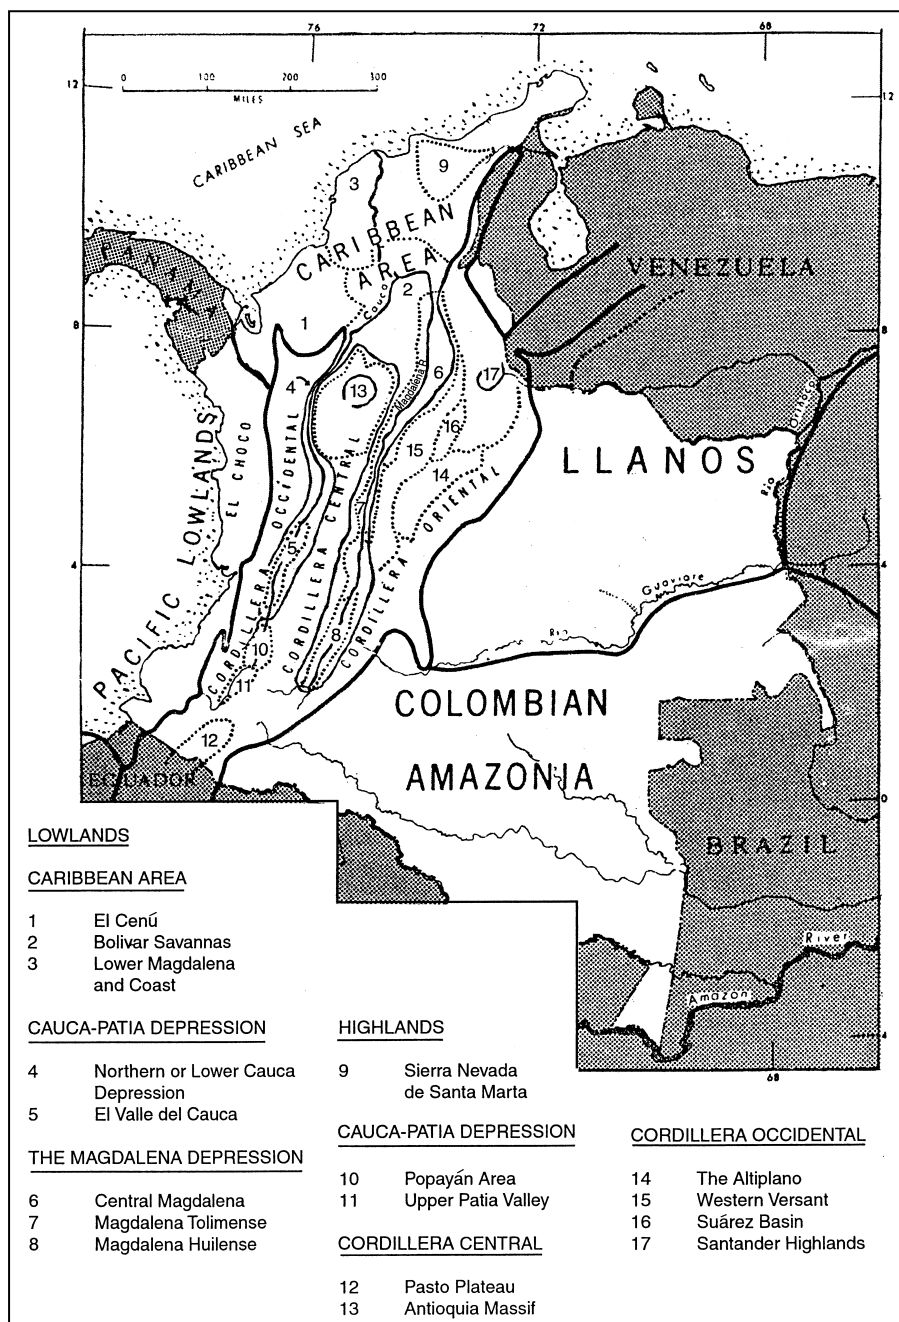 76
72
68
12
0
100
200
300
MILES
12
CARIBBEAN SEA
9
3
CARIBBEAN
AREA
PANAMA
VENEZUELA
2
Cauca
8
1
8
Magdalena R.
4
13
6
17
Orinoco
Rio
16
15
14
LLANOS
PACIFIC LOWLANDS
EL CHOCO
CORDILLERA OCCIDENTAL
CORDILLERA CENTRAL
CORDILLERA ORIENTAL
7
5
4
4
Rio Guaviare
10
8
11
12
COLOMBIAN
AMAZONIA
ECUADOR
0
BRAZIL
Amazon River
4
68
LOWLANDS
CARIBBEAN AREA
1 El Cenú
2 Bolivar Savannas
3 Lower Magdalena
and Coast
CAUCA-PATIA DEPRESSION
4 Northern or Lower Cauca
Depression
5 El Valle del Cauca
THE MAGDALENA DEPRESSION
6 Central Magdalena
7 Magdalena Tolimense
8 Magdalena Huilense
HIGHLANDS
9 Sierra Nevada
de Santa Marta
CAUCA-PATIA DEPRESSION
10 Popayán Area
11 Upper Patia Valley
CORDILLERA CENTRAL
12 Pasto Plateau
13 Antioquia Massif
CORDILLERA OCCIDENTAL
14 The Altiplano
15 Western Versant
16 Suárez Basin
17 Santander Highlands